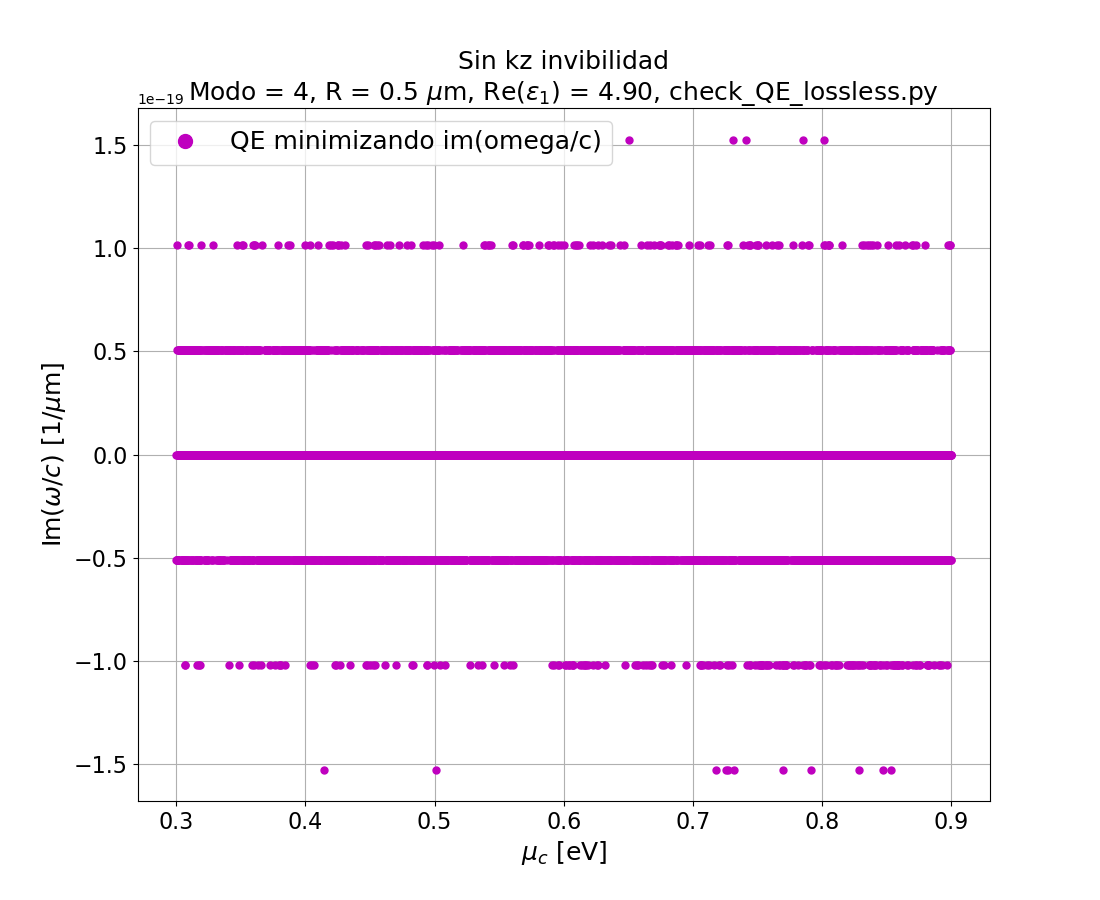 Sin kz invibilidad
Modo = 4, R = 0.5 μm, Re(ε₁) = 4.90, check_QE_lossless.py
1e−19
QE minimizando im(omega/c)
1.5
1.0
0.5
0.0
−0.5
−1.0
−1.5
Im(ω/c) [1/μm]
0.3 0.4 0.5 0.6 0.7 0.8 0.9
μ_c [eV]